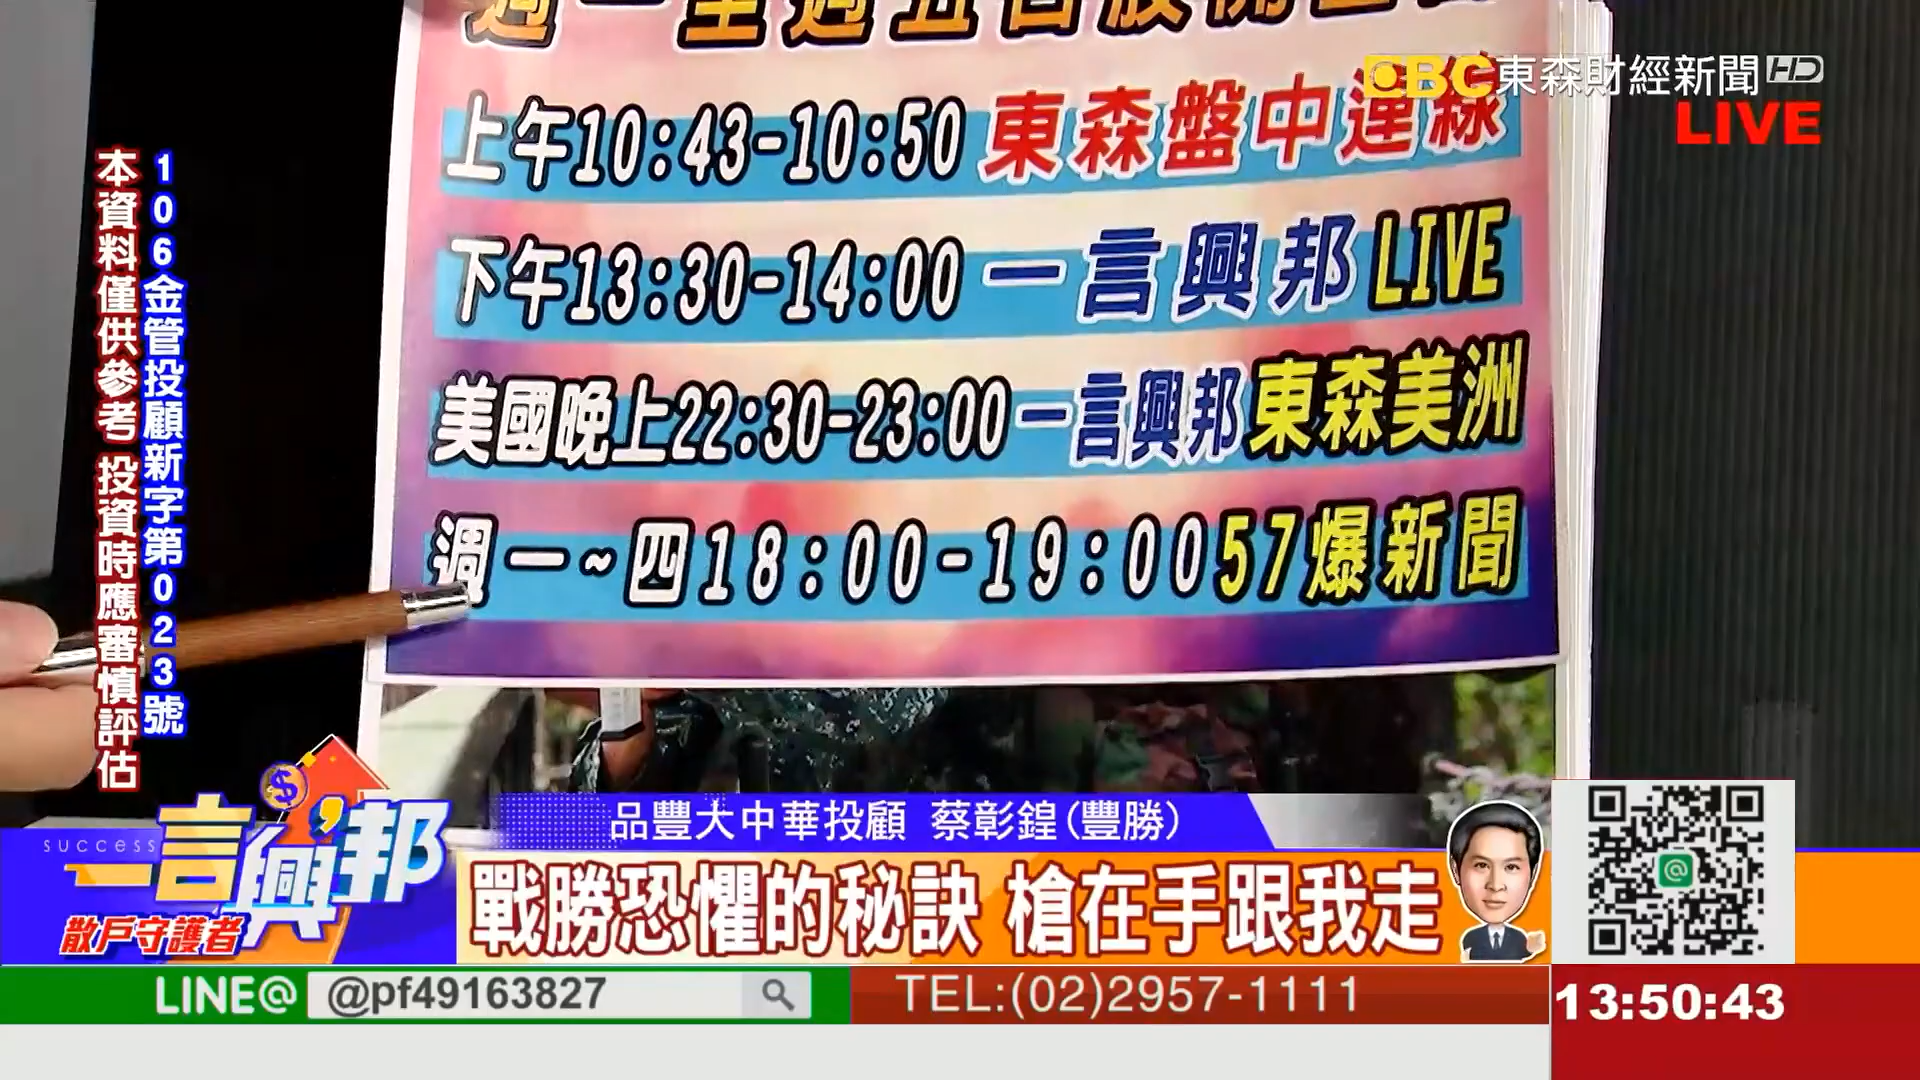 EBC東森財經新聞HD
LIVE
上午10:43-10:50 東森盤中連線
下午13:30-14:00 一言興邦LIVE
美國晚上22:30-23:00 一言興邦東森美洲
週一~四18:00-19:00 57爆新聞
106金管投顧新字第023號
本資料僅供參考 投資時應審慎評估
success
一言興邦
散戶守護者
品豐大中華投顧 蔡彰鍠(豐勝)
戰勝恐懼的秘訣 槍在手跟我走
LINE@ @pf49163827
TEL:(02)2957-1111
13:50:43